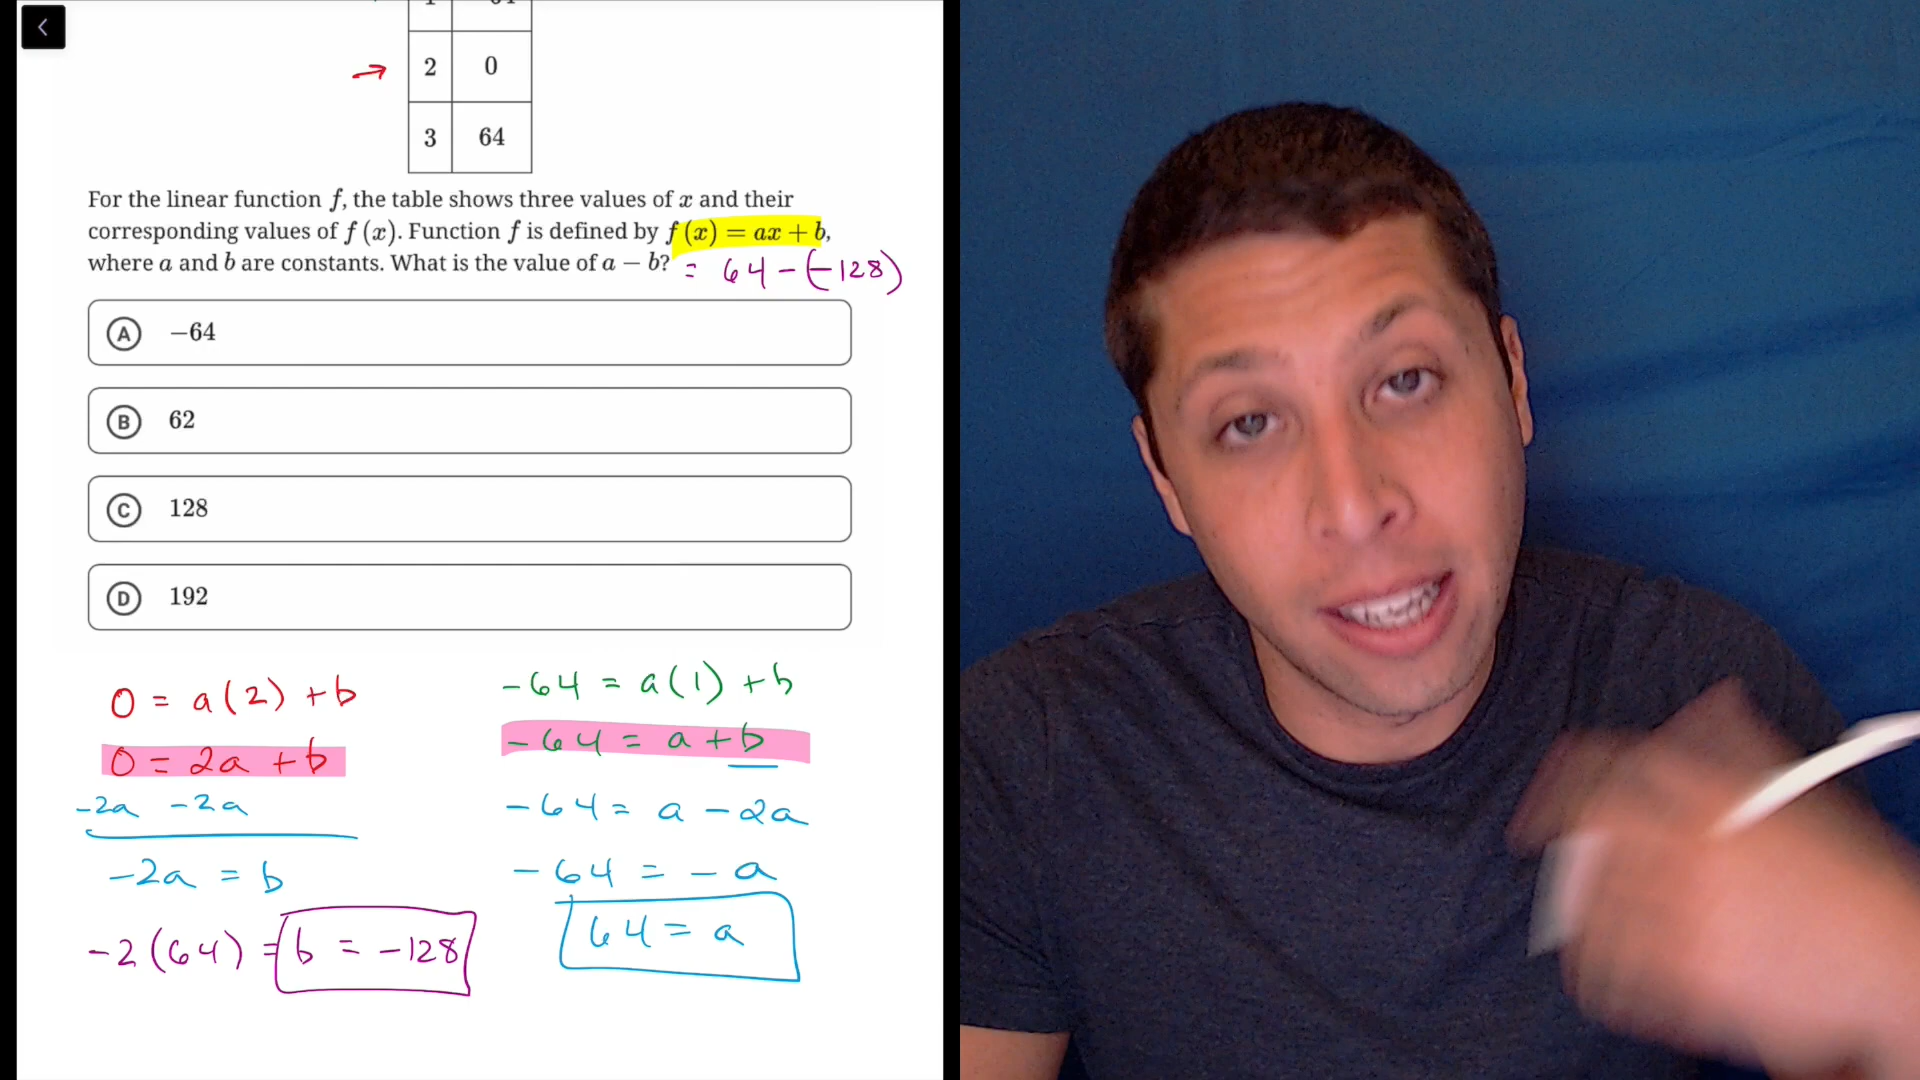 2 0
3 64
For the linear function f, the table shows three values of x and their
corresponding values of f (x). Function f is defined by f (x) = ax + b,
where a and b are constants. What is the value of a − b? = 64 - (-128)
A −64
B 62
C 128
D 192
0 = a(2) + b
0 = 2a + b
-2a -2a
-2a = b
-2(64) = b = -128
-64 = a(1) + b
-64 = a + b
-64 = a - 2a
-64 = - a
64 = a